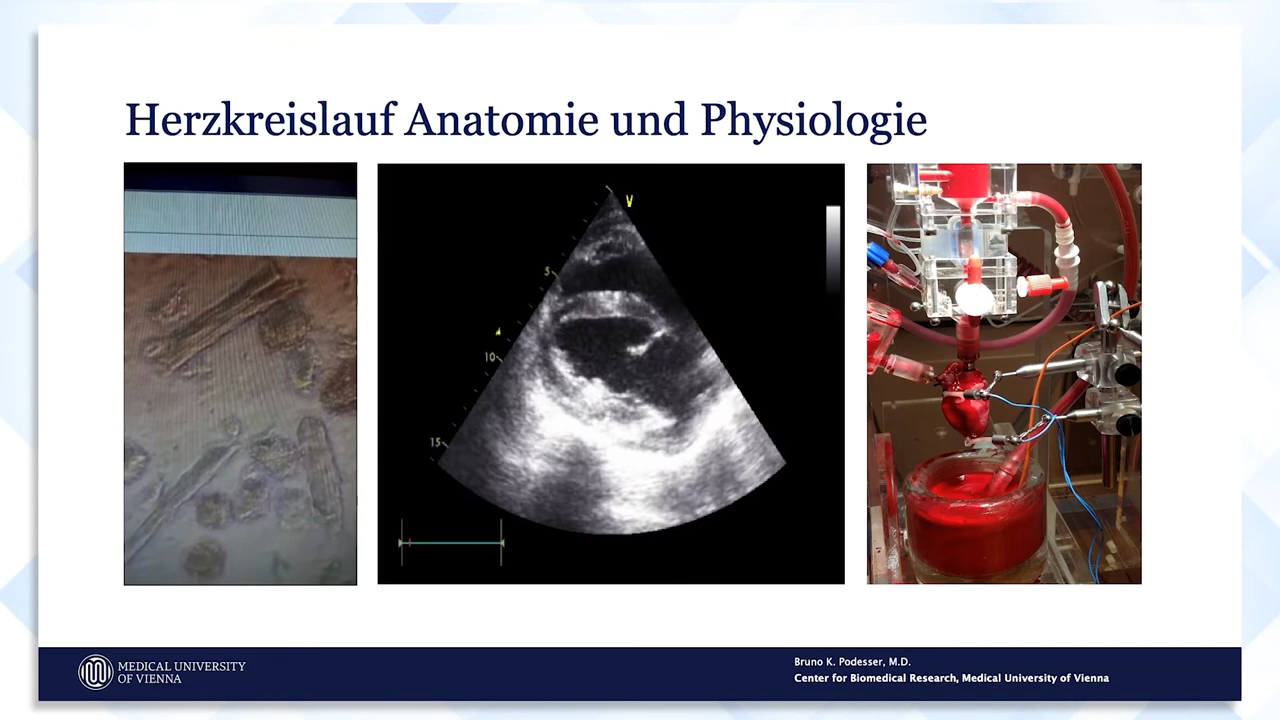 Herzkreislauf Anatomie und Physiologie
V
5
10
15
MEDICAL UNIVERSITY
OF VIENNA
Bruno K. Podesser, M.D.
Center for Biomedical Research, Medical University of Vienna